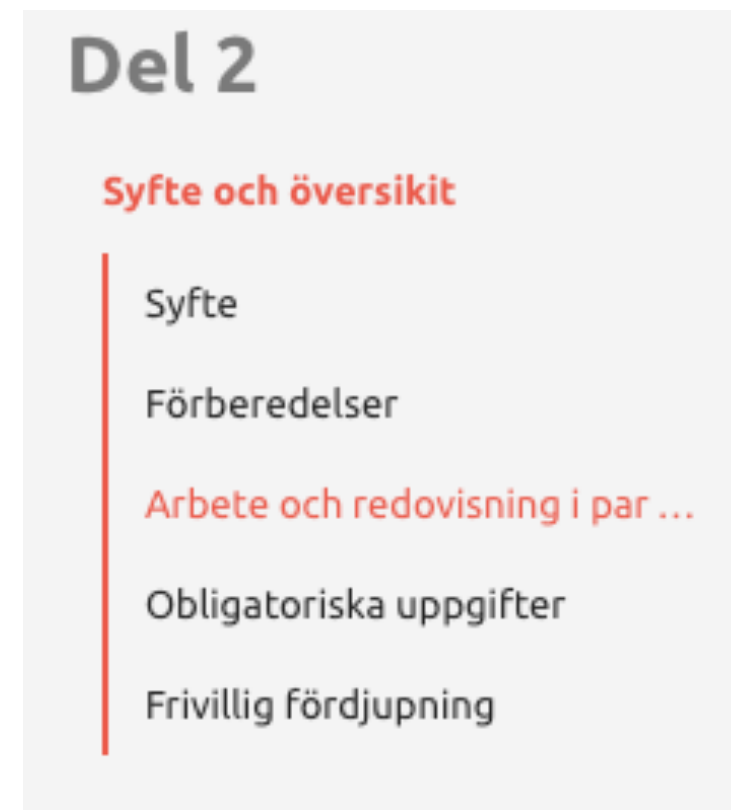 Del 2
Syfte och översikit
Syfte
Förberedelser
Arbete och redovisning i par ...
Obligatoriska uppgifter
Frivillig fördjupning